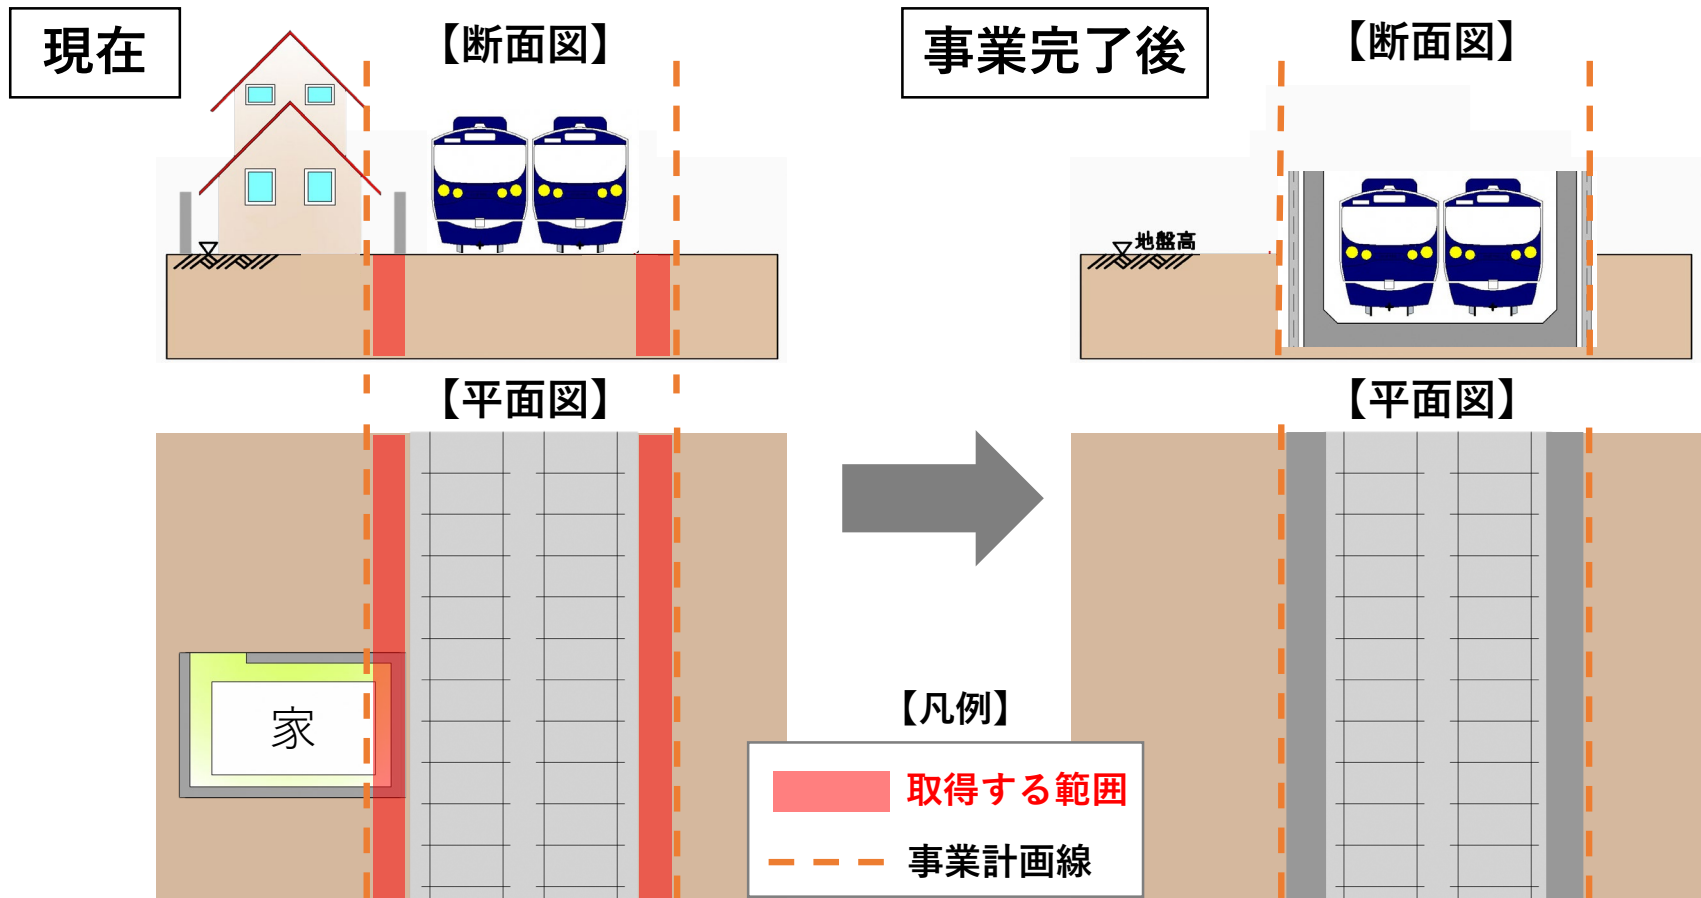 現在
【断面図】
事業完了後
【断面図】
地盤高
【平面図】
【平面図】
家
【凡例】
取得する範囲
事業計画線